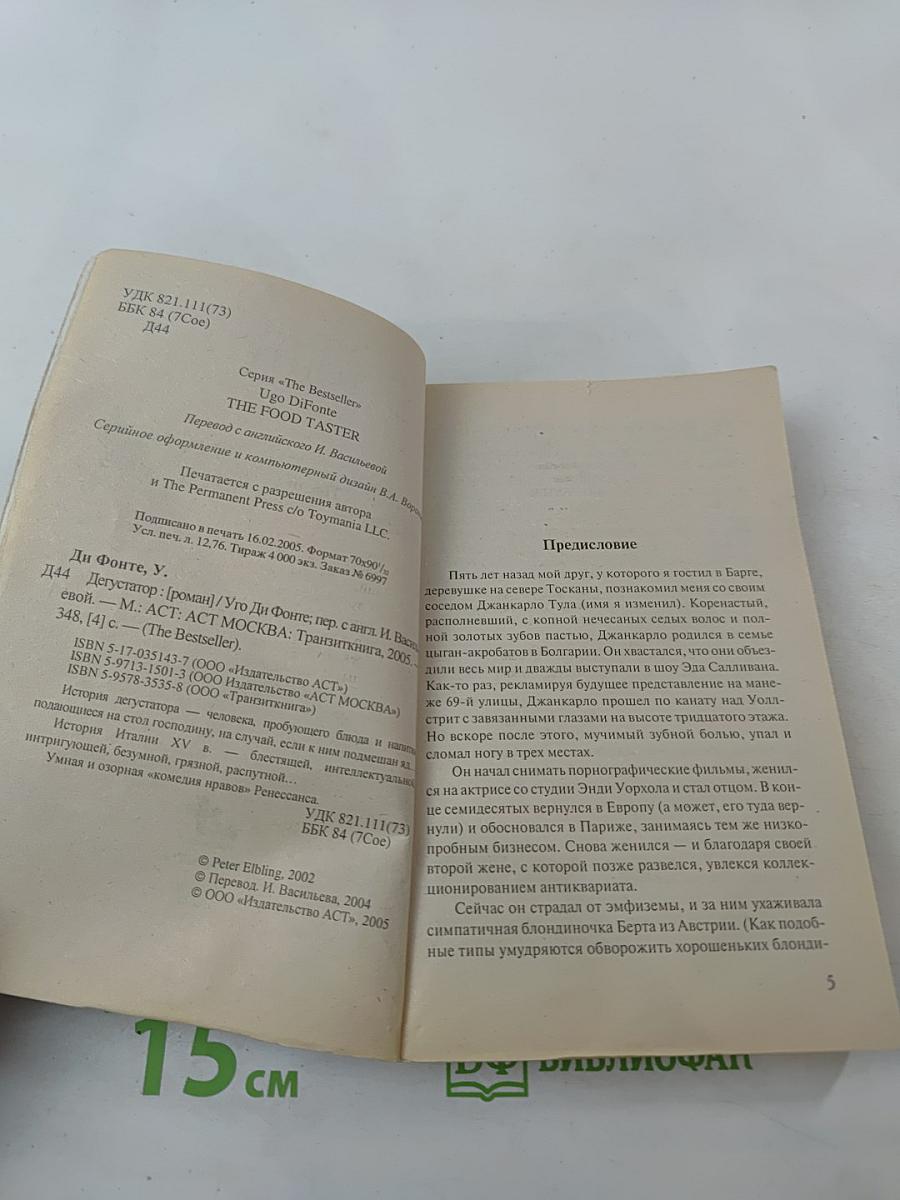 УДК 821.111(73)
ББК 84 (7Сое)
Д44
Серия «The Bestseller»
Ugo DiFonte
THE FOOD TASTER
Перевод с английского И. Васильевой
Серийное оформление и компьютерный дизайн В.А.
Печатается с разрешения автора
и The Permanent Press c/o Toymania LLC.
Подписано в печать 16.02.2005. Формат 70х90 1/32
Усл. печ. л. 12,76. Тираж 4 000 экз. Заказ № 6997
Ди Фонте, У.
Д44 Дегустатор : [роман] / Уго Ди Фонте; пер. с англ. И.
евой. — М.: АСТ: АСТ МОСКВА: Транзиткнига, 2005. —
348, [4] с. — (The Bestseller).
ISBN 5-17-035143-7 (ООО «Издательство АСТ»)
ISBN 5-9713-1501-3 (ООО Издательство «АСТ МОСКВА»)
ISBN 5-9578-3535-8 (ООО «Транзиткнига»)
История дегустатора — человека, пробующего блюда и
подающиеся на стол господину, на случай, если к ним подмешан яд...
История Италии XV в. — блестящей, интеллектуальной,
интригующей, безумной, грязной, распутной...
Умная и озорная «комедия нравов» Ренессанса.
УДК 821.111(73)
ББК 84 (7Сое)
© Peter Elbling, 2002
© Перевод. И. Васильева, 2004
© ООО «Издательство АСТ», 2005
Предисловие
Пять лет назад мой друг, у которого я гостил в Барге,
деревушке на севере Тосканы, познакомил меня со своим
соседом Джанкарло Тула (имя я изменил). Коренастый,
располневший, с копной нечесаных седых волос и пол-
ной золотых зубов пастью, Джанкарло родился в семье
цыган-акробатов в Болгарии. Он хвастался, что они объез-
дили весь мир и дважды выступали в шоу Эда Салливана.
Как-то раз, рекламируя будущее представление на мане-
же 69-й улицы, Джанкарло прошел по канату над Уолл-
стрит с завязанными глазами на высоте тридцатого этажа.
Но вскоре после этого, мучимый зубной болью, упал и
сломал ногу в трех местах.
Он начал снимать порнографические фильмы, женил-
ся на актрисе со студии Энди Уорхола и стал отцом. В кон-
це семидесятых вернулся в Европу (а может, его туда вер-
нули) и обосновался в Париже, занимаясь тем же низко-
пробным бизнесом. Снова женился — и благодаря своей
второй жене, с которой позже развелся, увлекся коллек-
ционированием антиквариата.
Сейчас он страдал от эмфиземы, и за ним ухаживала
симпатичная блондиночка Берта из Австрии. (Как подоб-
ные типы умудряются обворожить хорошеньких блонди-
5
15 см
БФ БИБЛИОФАН